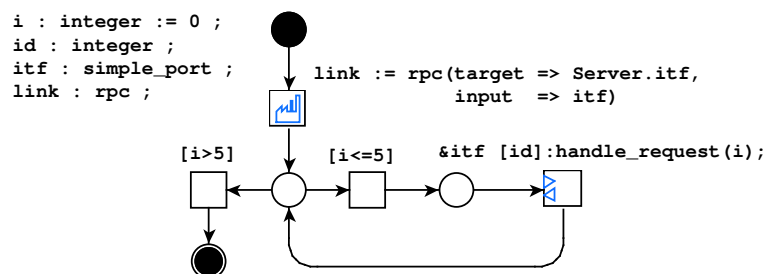 i : integer := 0 ;
id : integer ;
itf : simple_port ;
link : rpc ;
link := rpc(target => Server.itf,
input => itf)
[i>5]
[i<=5]
&itf [id]:handle_request(i);